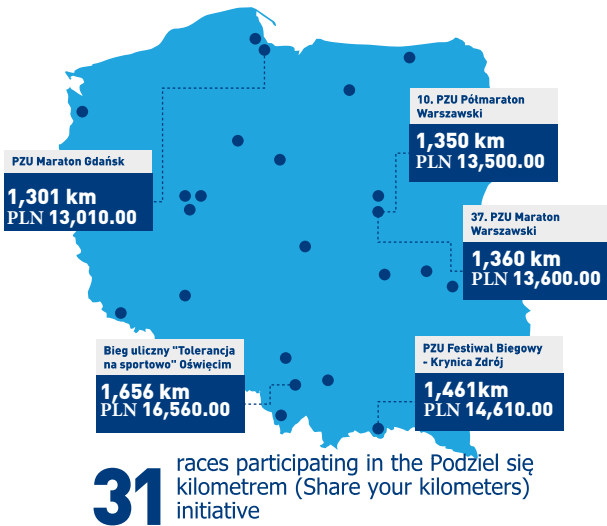 10. PZU Półmaraton
Warszawski
1,350 km
PLN 13,500.00
PZU Maraton Gdańsk
1,301 km
PLN 13,010.00
37. PZU Maraton
Warszawski
1,360 km
PLN 13,600.00
Bieg uliczny "Tolerancja
na sportowo" Oświęcim
1,656 km
PLN 16,560.00
PZU Festiwal Biegowy
- Krynica Zdrój
1,461km
PLN 14,610.00
31
races participating in the Podziel się
kilometrem (Share your kilometers)
initiative